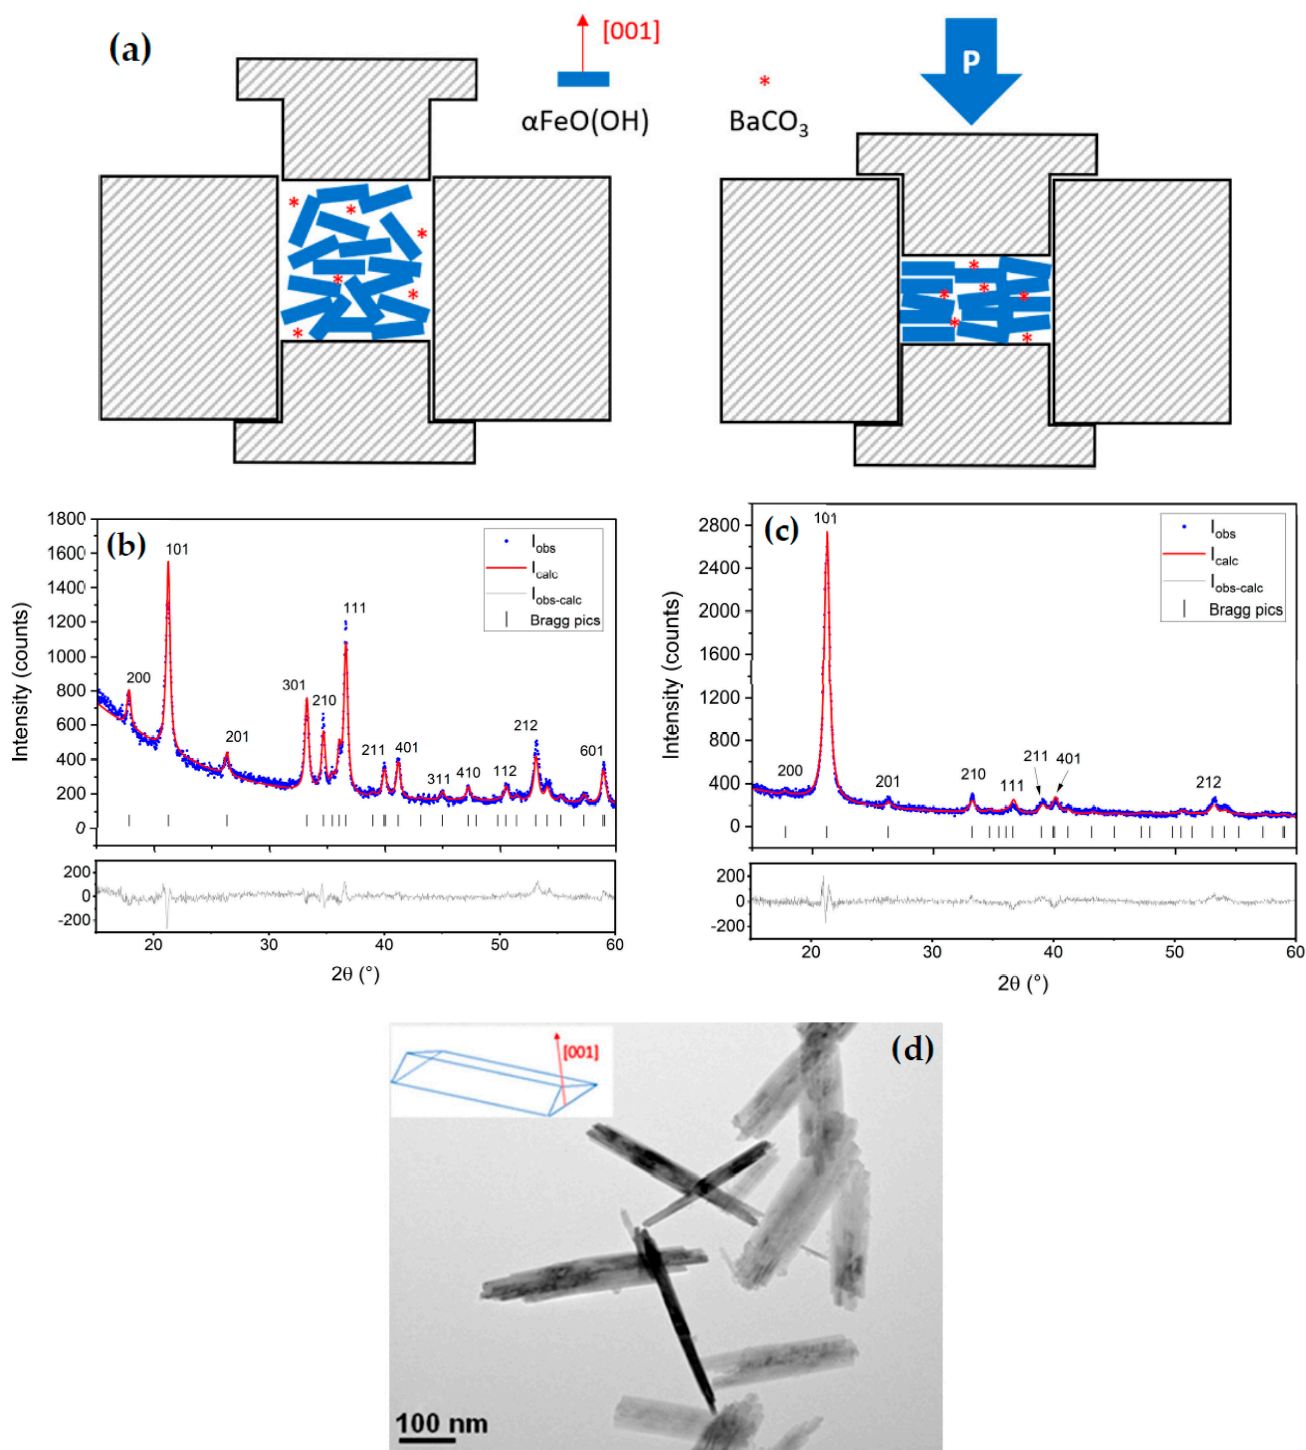 (a)
[001]
αFeO(OH)
*
BaCO3
P
(b)
Intensity (counts)
1800
1600
1400
1200
1000
800
600
400
200
0
200
0
-200
20
30
40
50
60
2θ (°)
200
101
201
301
210
111
211
401
311
410
112
212
601
Iobs
Icalc
Iobs-calc
Bragg pics
(c)
Intensity (counts)
2800
2400
2000
1600
1200
800
400
0
200
0
-200
20
30
40
50
60
2θ (°)
101
200
201
210
111
211
401
212
Iobs
Icalc
Iobs-calc
Bragg pics
(d)
[001]
100 nm